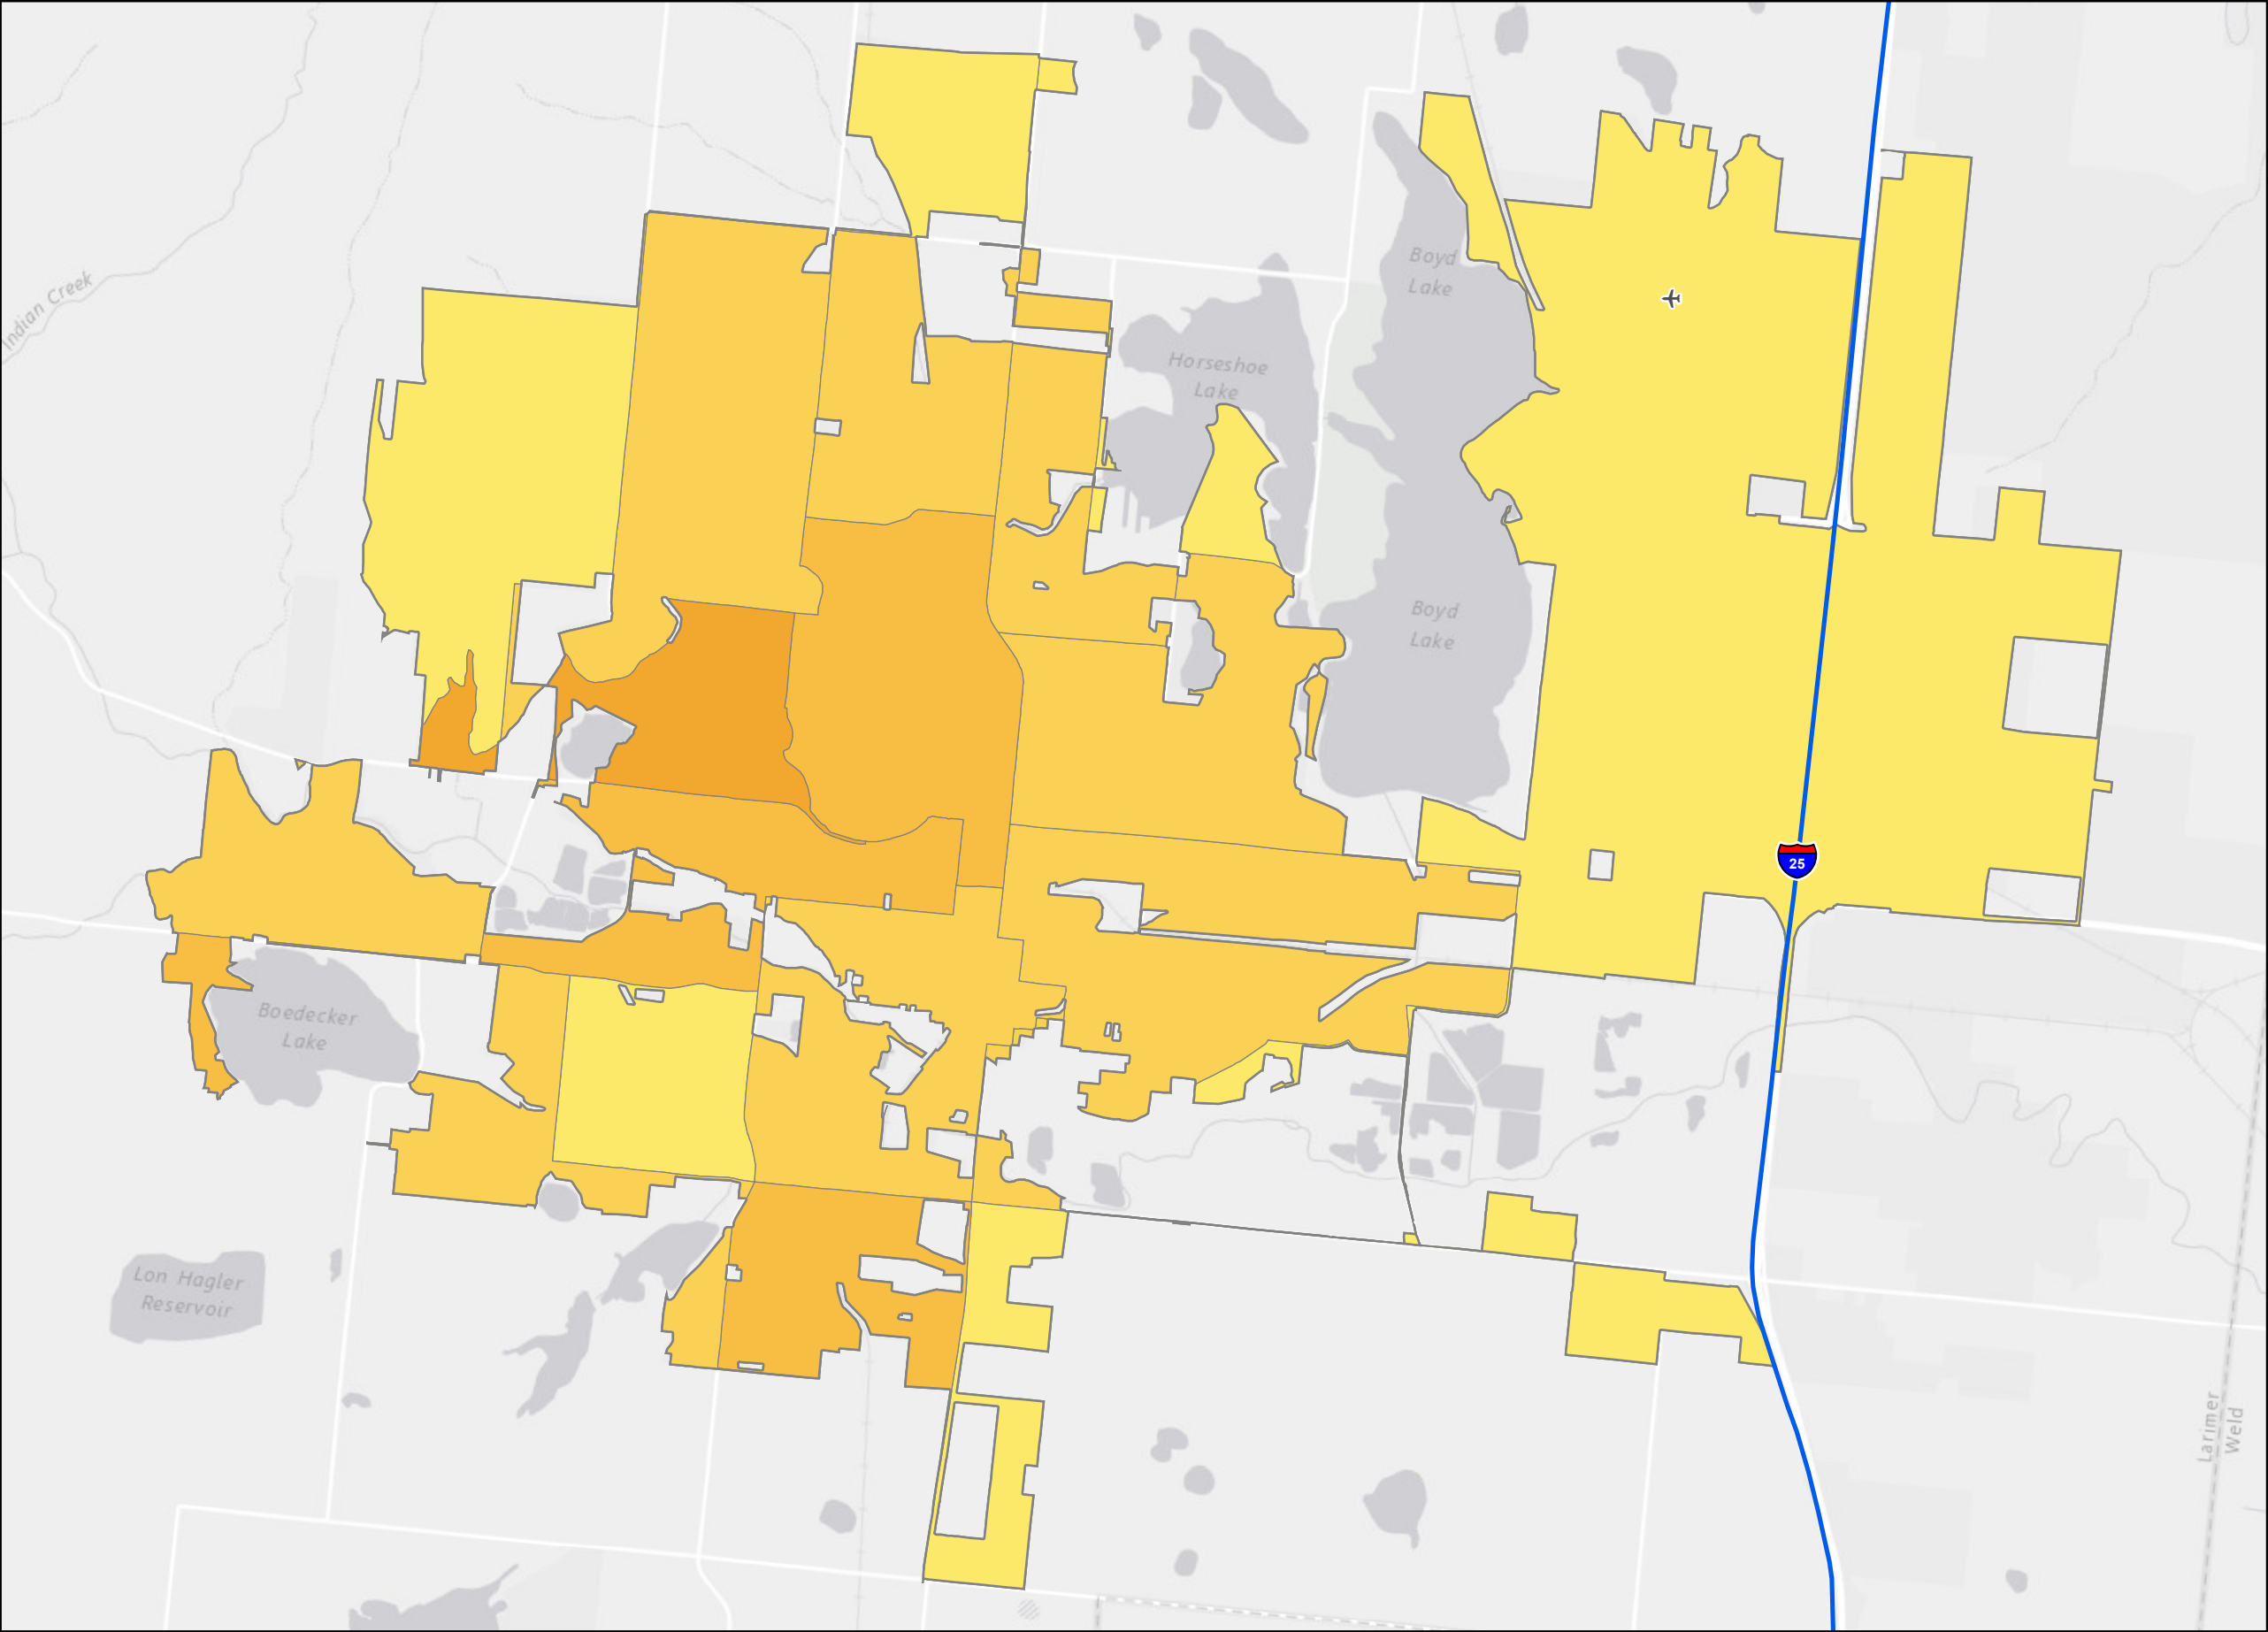 Indian Creek
Boyd
Lake
Horseshoe
Lake
Boyd
Lake
25
Boedecker
Lake
Lon Hagler
Reservoir
Larimer
Weld